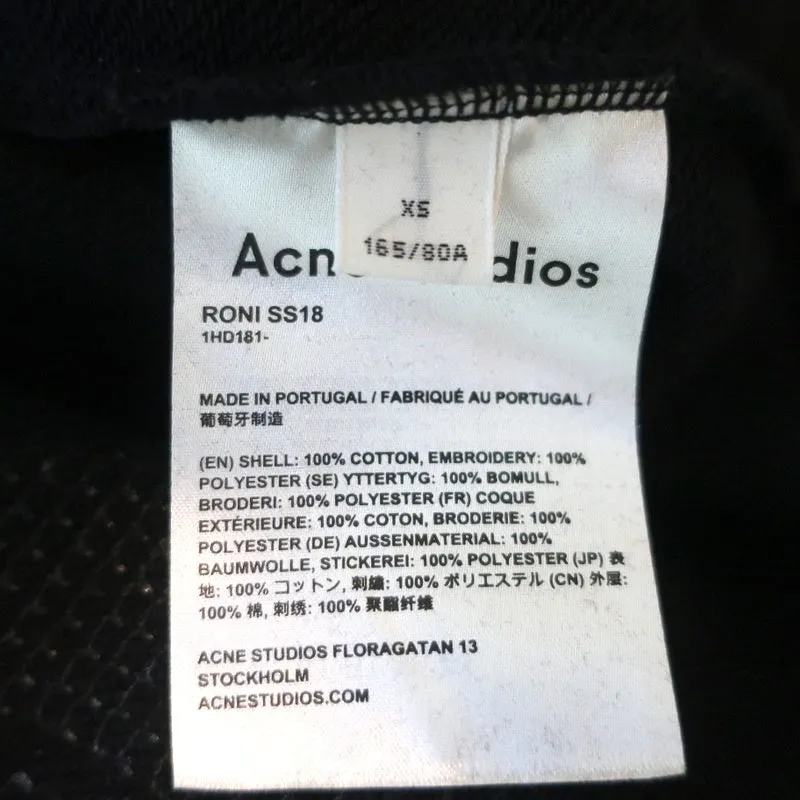 XS
165/80A
Acn dios
RONI SS18
1HD181-
MADE IN PORTUGAL / FABRIQUÉ AU PORTUGAL /
葡萄牙制造
(EN) SHELL: 100% COTTON, EMBROIDERY: 100%
POLYESTER (SE) YTTERTYG: 100% BOMULL,
BRODERI: 100% POLYESTER (FR) COQUE
EXTÉRIEURE: 100% COTON, BRODERIE: 100%
POLYESTER (DE) AUSSENMATERIAL: 100%
BAUMWOLLE, STICKEREI: 100% POLYESTER (JP) 表
地: 100% コットン, 刺繍: 100% ポリエステル (CN) 外層:
100% 棉, 刺绣: 100% 聚酯纤维
ACNE STUDIOS FLORAGATAN 13
STOCKHOLM
ACNESTUDIOS.COM